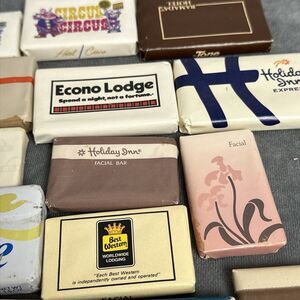 CIRCUS
CIRCUS
Hotel Casino
RAMADA
HOTEL
Tone
Econo Lodge
Spend a night, not a fortune.
Holiday Inn
EXPRESS
Holiday Inn
FACIAL BAR
Facial
Best
Western
WORLDWIDE
LODGING
"Each Best Western
is independently owned and operated"